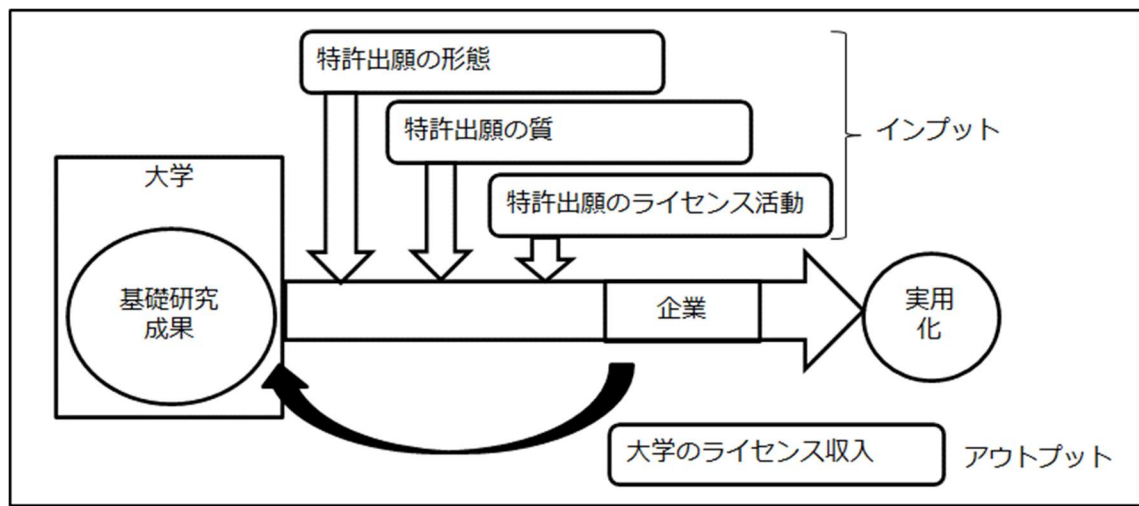 特許出願の形態
特許出願の質
インプット
大学
特許出願のライセンス活動
基礎研究
成果
企業
実用
化
大学のライセンス収入
アウトプット